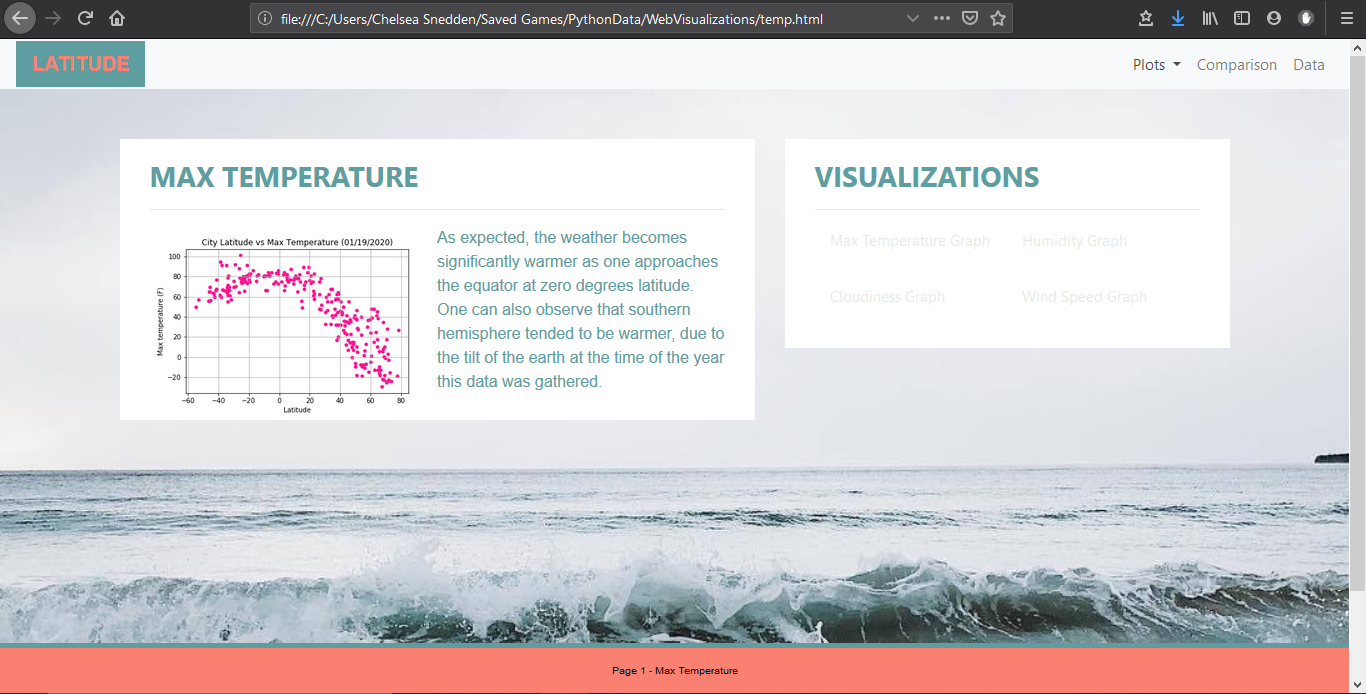 file:///C:/Users/Chelsea Snedden/Saved Games/PythonData/WebVisualizations/temp.html
LATITUDE
Plots
Comparison
Data
MAX TEMPERATURE
City Latitude vs Max Temperature (01/19/2020)
Max temperature (F)
100
80
60
40
20
0
−20
−60 −40 −20 0 20 40 60 80
Latitude
As expected, the weather becomes
significantly warmer as one approaches
the equator at zero degrees latitude.
One can also observe that southern
hemisphere tended to be warmer, due to
the tilt of the earth at the time of the year
this data was gathered.
VISUALIZATIONS
Max Temperature Graph
Humidity Graph
Cloudiness Graph
Wind Speed Graph
Page 1 - Max Temperature